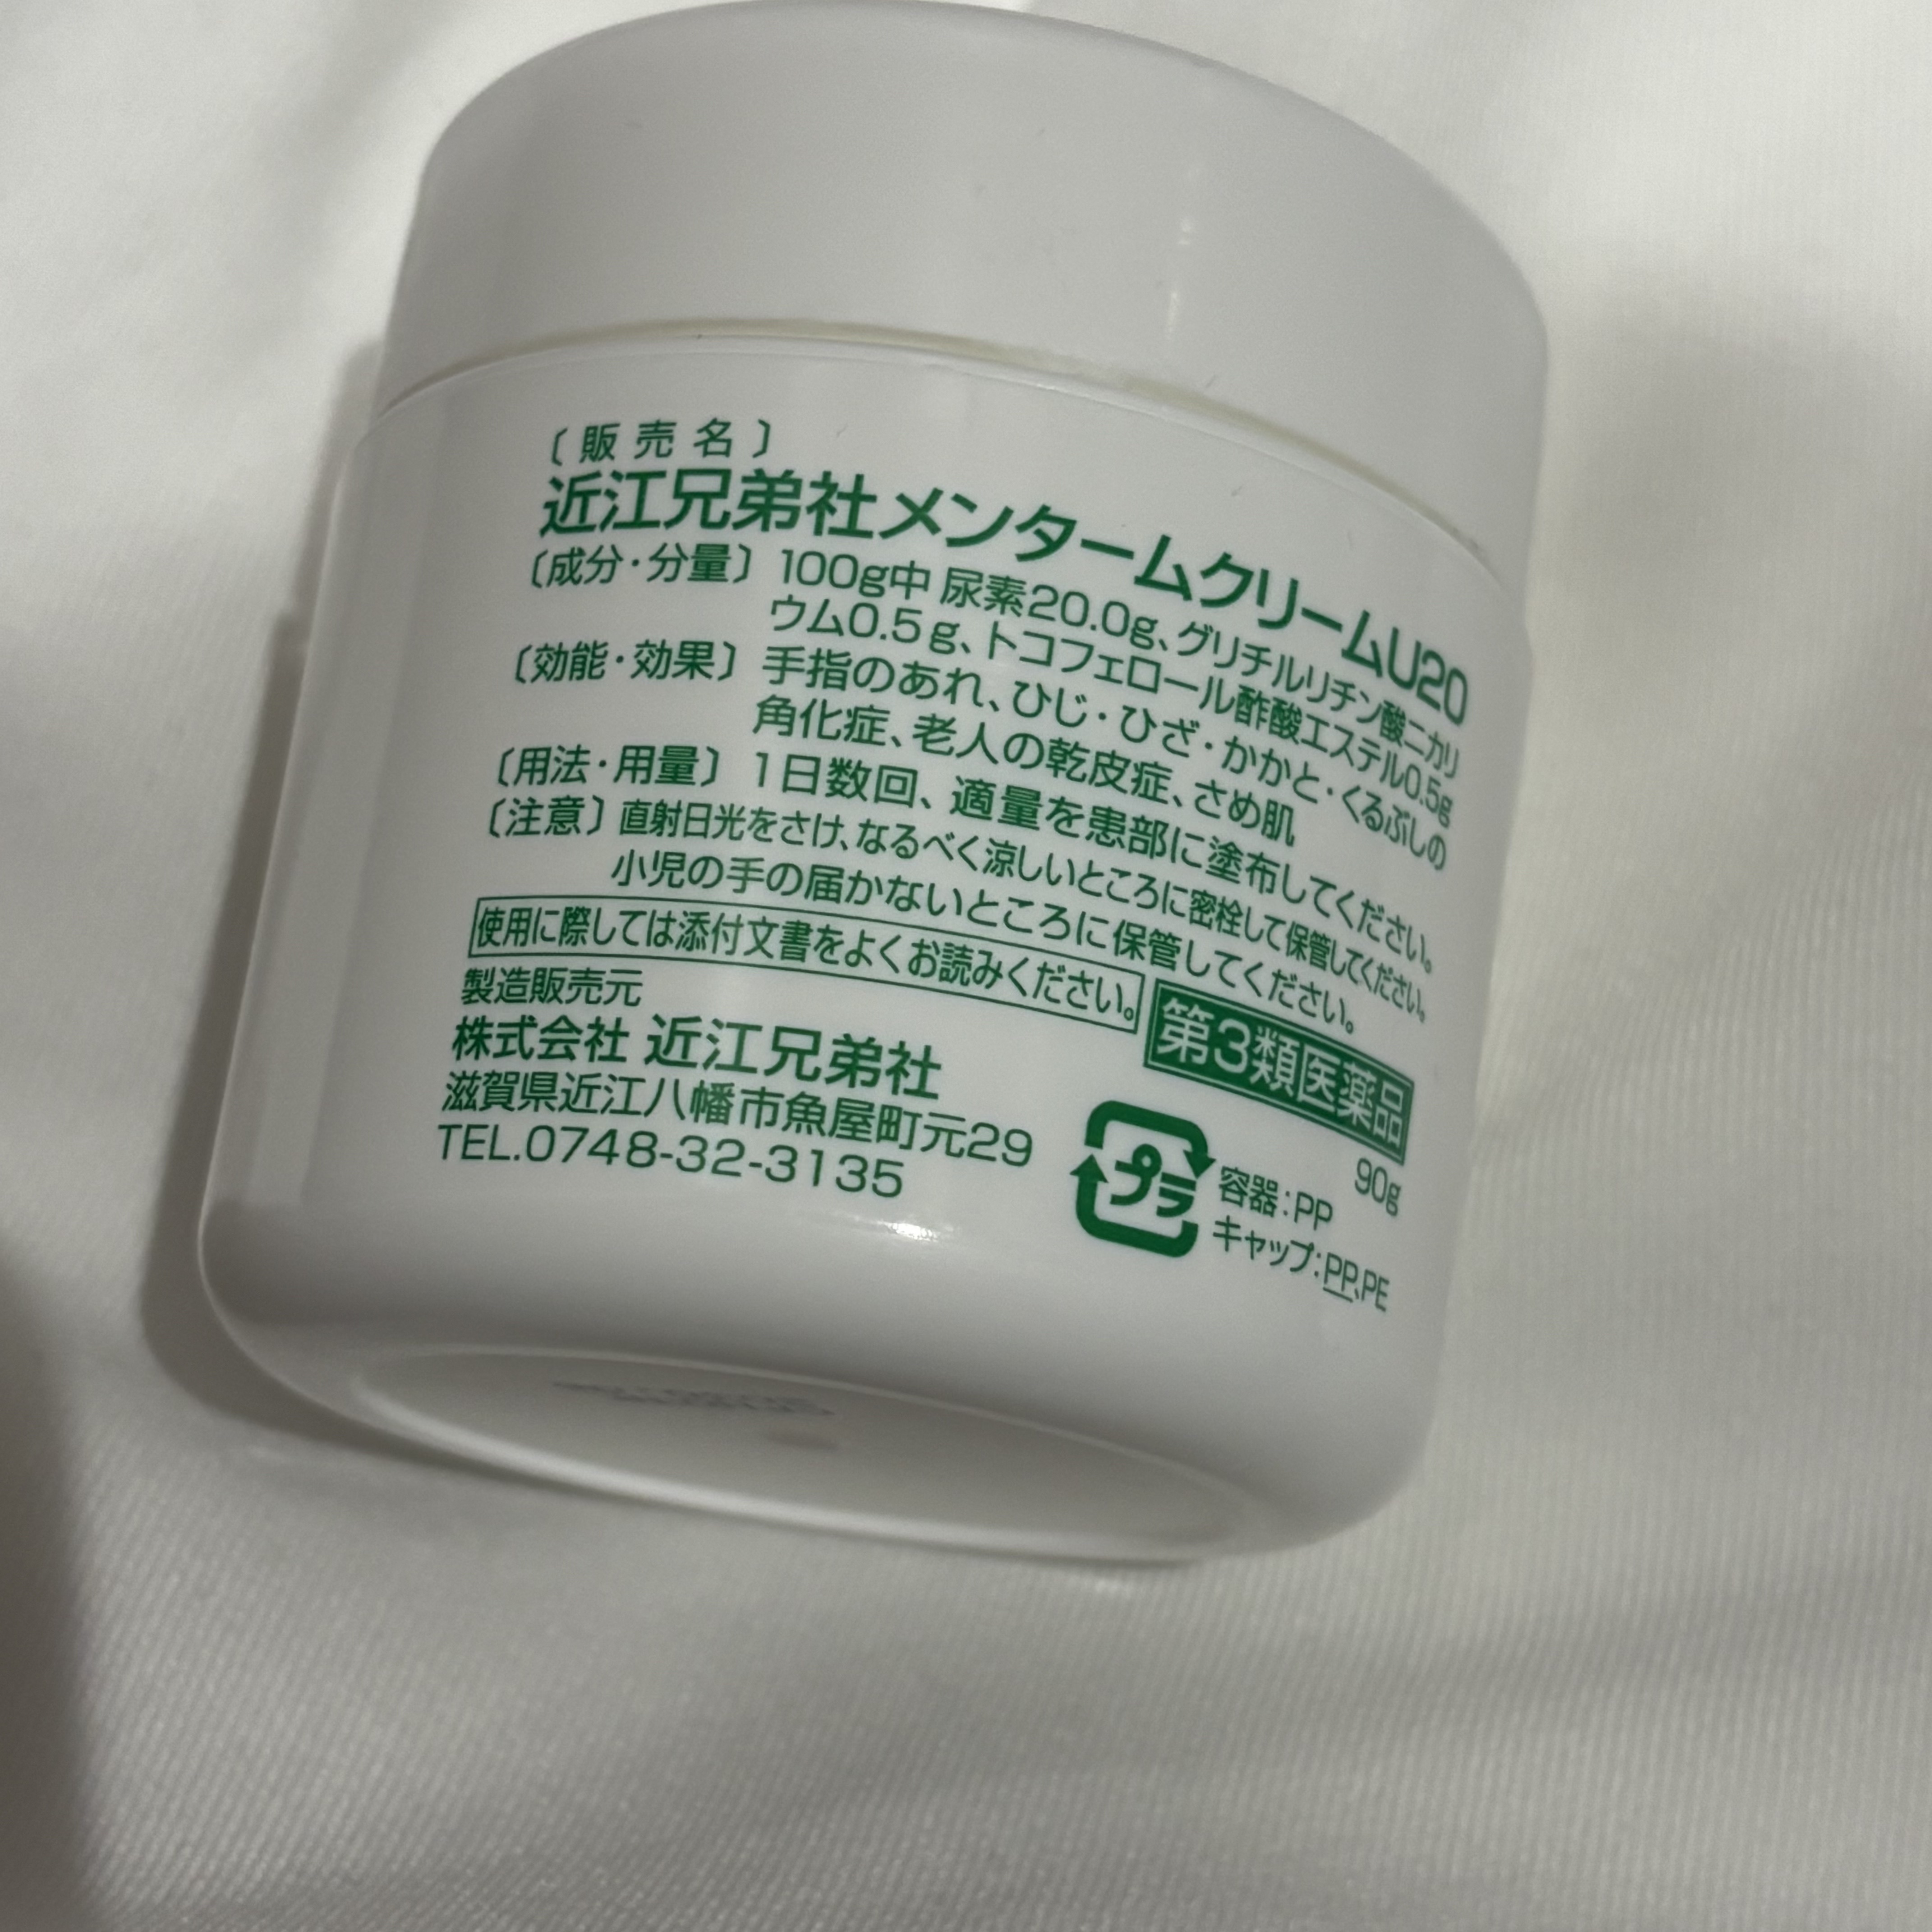 〔販売名〕
近江兄弟社メンタームクリームU20
〔成分・分量〕100g中 尿素20.0g、グリチルリチン酸ニカリ
ウム0.5g、トコフェロール酢酸エステル0.5g
〔効能・効果〕手指のあれ、ひじ・ひざ・かかと・くるぶしの
角化症、老人の乾皮症、さめ肌
〔用法・用量〕1日数回、適量を患部に塗布してください。
〔注意〕直射日光をさけ、なるべく涼しいところに密栓して保管してください。
小児の手の届かないところに保管してください。
使用に際しては添付文書をよくお読みください。
第3類医薬品
製造販売元
株式会社 近江兄弟社
滋賀県近江八幡市魚屋町元29
TEL.0748-32-3135
90g
プラ
容器:PP
キャップ:PP、PE